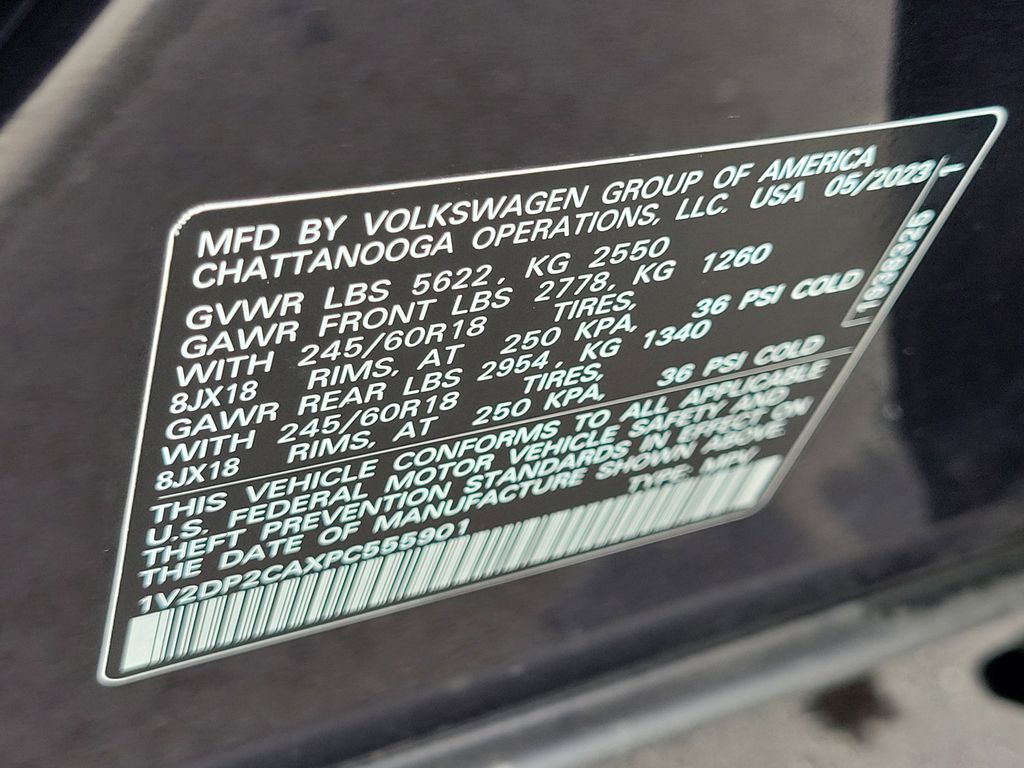 MFD BY VOLKSWAGEN GROUP OF AMERICA
CHATTANOOGA OPERATIONS, LLC. USA 05/2023
GVWR LBS 5622, KG 2550
GAWR FRONT LBS 2778, KG 1260
WITH 245/60R18 TIRES,
8JX18 RIMS, AT 250 KPA, 36 PSI COLD
GAWR REAR LBS 2954, KG 1340
WITH 245/60R18 TIRES,
8JX18 RIMS, AT 250 KPA, 36 PSI COLD
THIS VEHICLE CONFORMS TO ALL APPLICABLE
U.S. FEDERAL MOTOR VEHICLE SAFETY AND
THEFT PREVENTION STANDARDS IN EFFECT ON
THE DATE OF MANUFACTURE SHOWN ABOVE.
1V2DP2CAXPC555901 TYPE: MPV
1